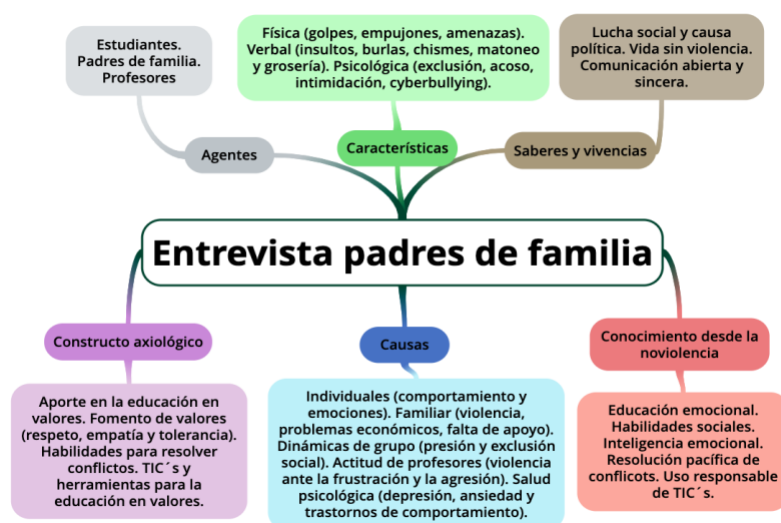 Estudiantes.
Padres de familia.
Profesores
Física (golpes, empujones, amenazas).
Verbal (insultos, burlas, chismes, matoneo
y grosería). Psicológica (exclusión, acoso,
intimidación, cyberbullying).
Lucha social y causa
política. Vida sin violencia.
Comunicación abierta y
sincera.
Agentes
Características
Saberes y vivencias
Entrevista padres de familia
Constructo axiológico
Causas
Conocimiento desde la
noviolencia
Aporte en la educación en
valores. Fomento de valores
(respeto, empatía y tolerancia).
Habilidades para resolver
conflictos. TIC´s y
herramientas para la
educación en valores.
Individuales (comportamiento y
emociones). Familiar (violencia,
problemas económicos, falta de apoyo).
Dinámicas de grupo (presión y exclusión
social). Actitud de profesores (violencia
ante la frustración y la agresión). Salud
psicológica (depresión, ansiedad y
trastornos de comportamiento).
Educación emocional.
Habilidades sociales.
Inteligencia emocional.
Resolución pacífica de
conflicots. Uso responsable
de TIC´s.